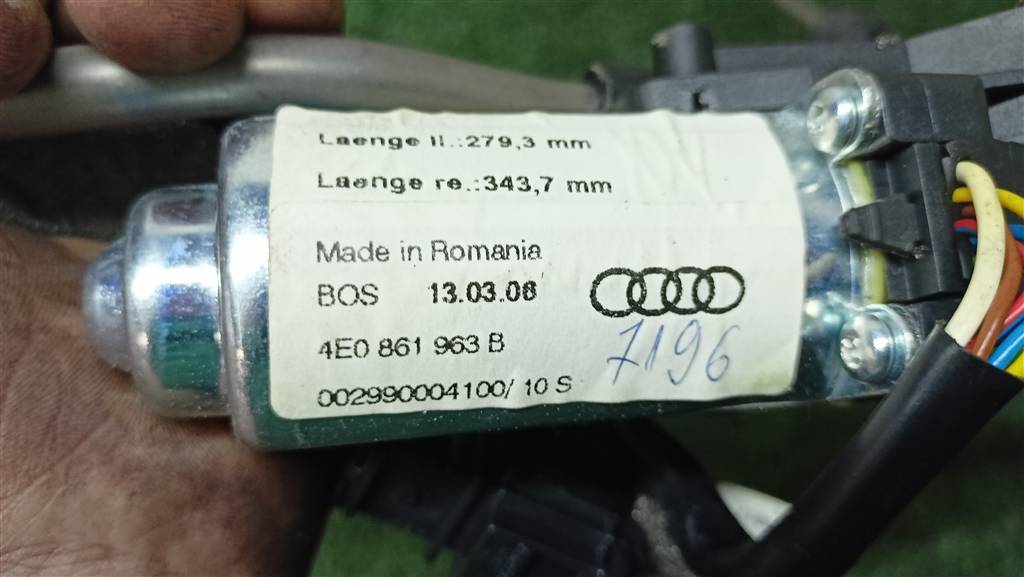 Laenge li.:279,3 mm
Laenge re.:343,7 mm
Made in Romania
BOS 13.03.08
4E0 861 963 B
7196
002990004100/ 10 S